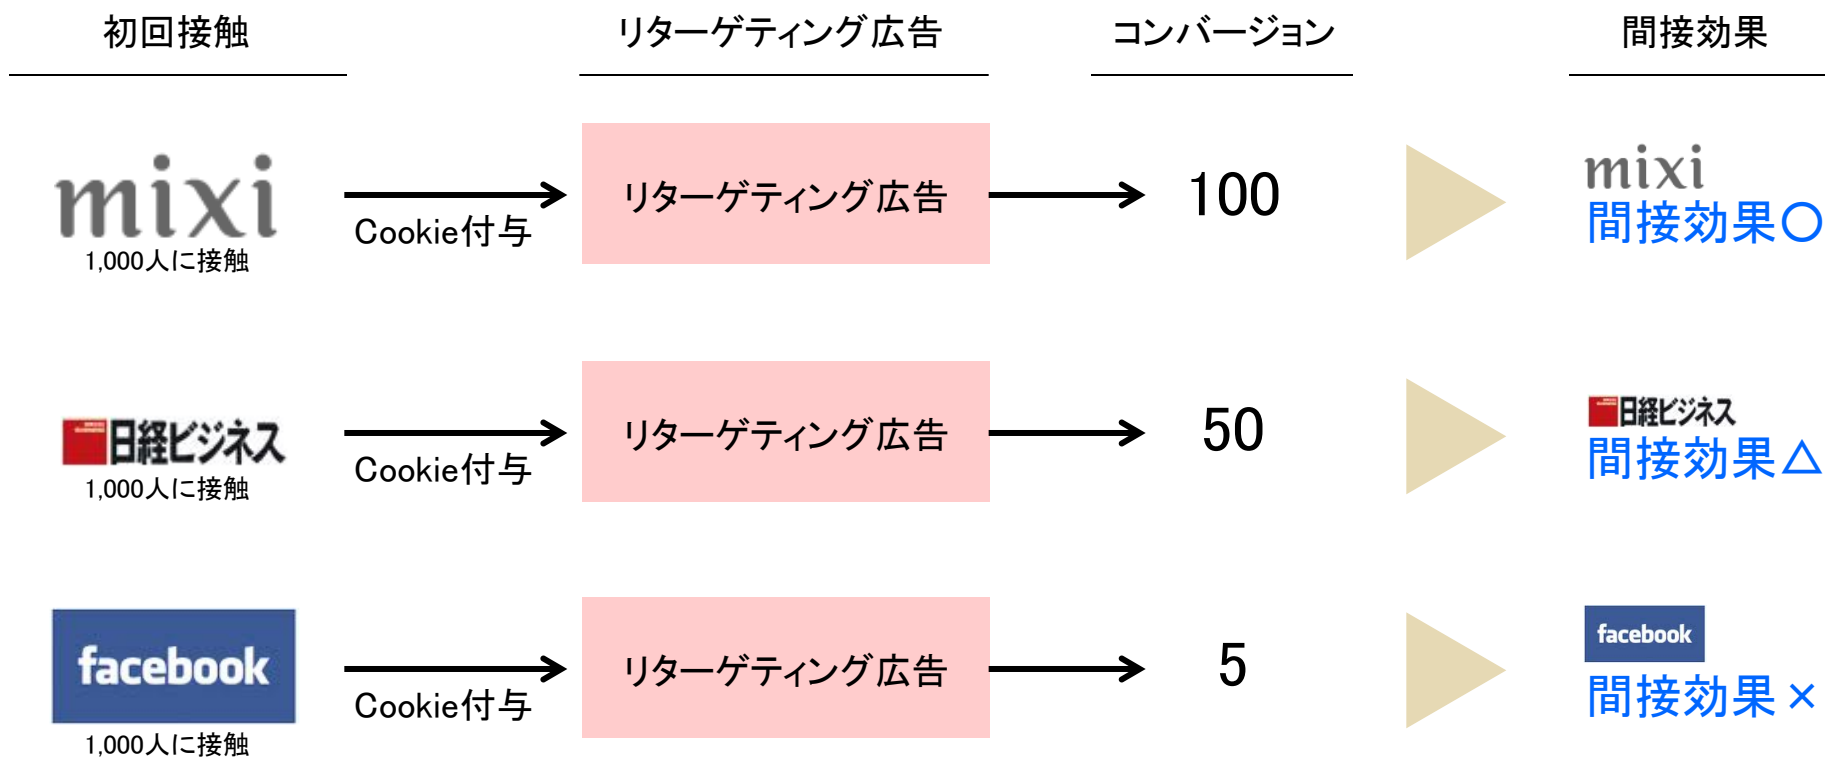 初回接触
リターゲティング広告
コンバージョン
間接効果
mixi
1,000人に接触
Cookie付与
リターゲティング広告
100
mixi
間接効果○
日経ビジネス
1,000人に接触
Cookie付与
リターゲティング広告
50
日経ビジネス
間接効果△
facebook
1,000人に接触
Cookie付与
リターゲティング広告
5
facebook
間接効果×